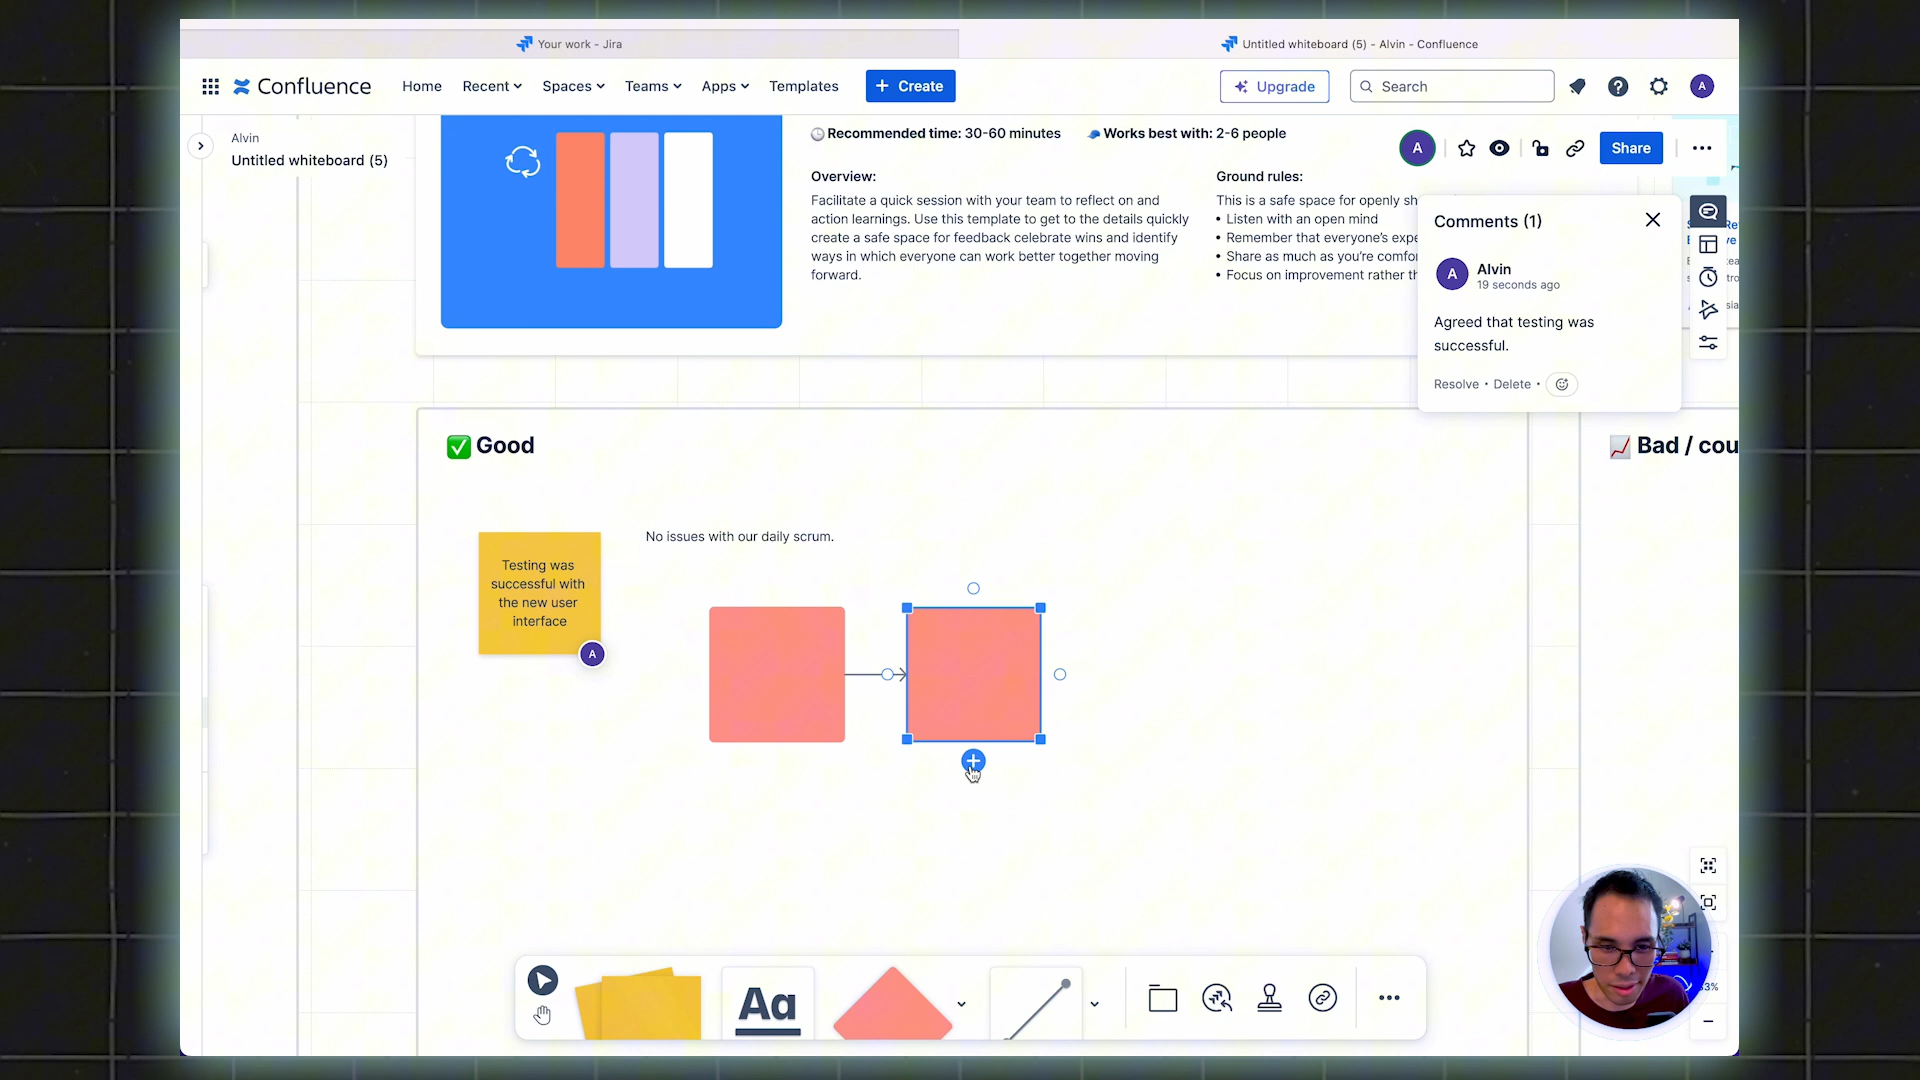 Your work - Jira
Untitled whiteboard (5) - Alvin - Confluence
Confluence
Home
Recent
Spaces
Teams
Apps
Templates
+ Create
Upgrade
Search
A
Alvin
Untitled whiteboard (5)
Recommended time: 30-60 minutes
Works best with: 2-6 people
A
Share
Overview:
Facilitate a quick session with your team to reflect on and
action learnings. Use this template to get to the details quickly
create a safe space for feedback celebrate wins and identify
ways in which everyone can work better together moving
forward.
Ground rules:
This is a safe space for openly sh
• Listen with an open mind
• Remember that everyone's expe
• Share as much as you're comfo
• Focus on improvement rather th
Comments (1)
A
Alvin
19 seconds ago
Agreed that testing was
successful.
Resolve • Delete •
Good
Bad / cou
No issues with our daily scrum.
Testing was
successful with
the new user
interface
A
Aa